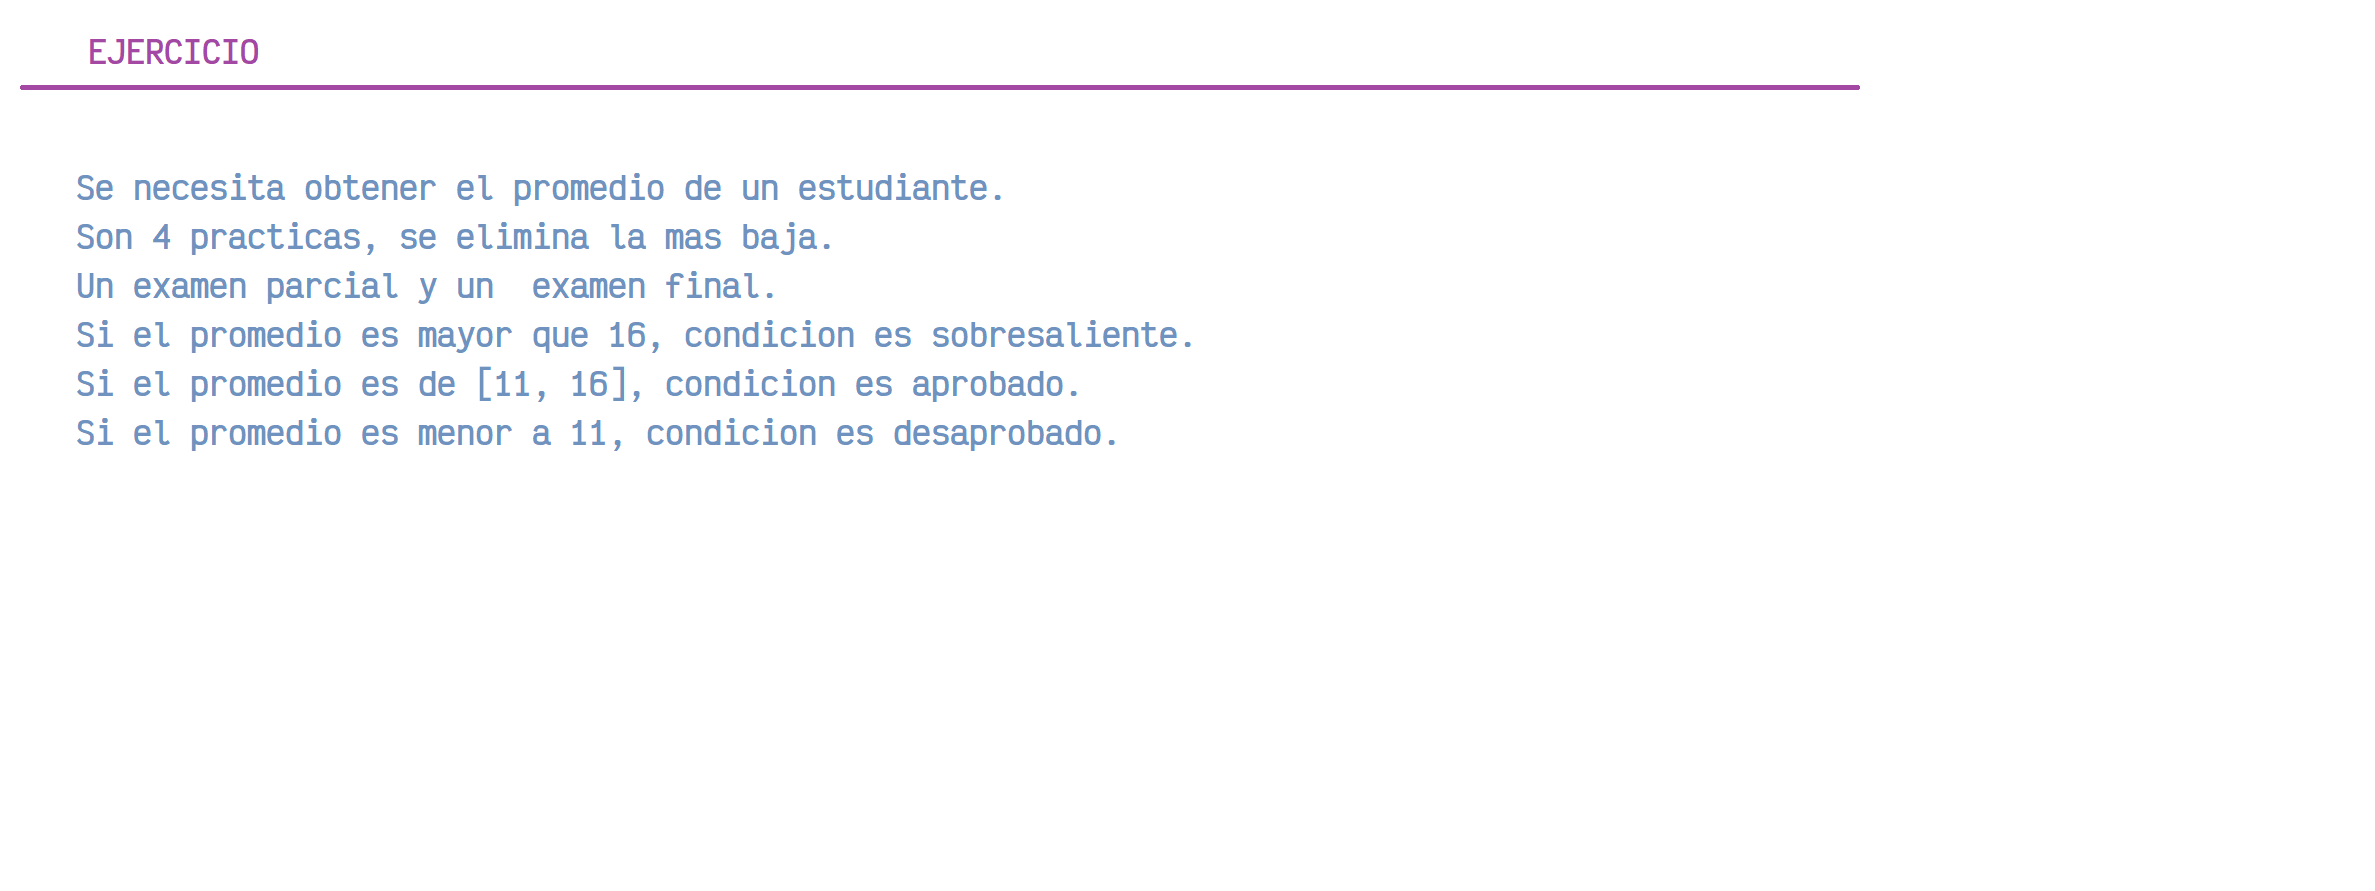 EJERCICIO
Se necesita obtener el promedio de un estudiante.
Son 4 practicas, se elimina la mas baja.
Un examen parcial y un  examen final.
Si el promedio es mayor que 16, condicion es sobresaliente.
Si el promedio es de [11, 16], condicion es aprobado.
Si el promedio es menor a 11, condicion es desaprobado.